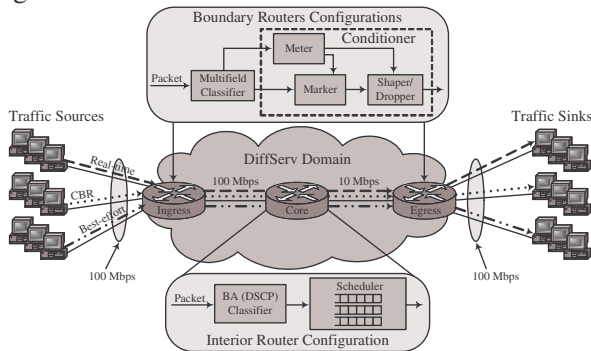 Boundary Routers Configurations
Conditioner
Meter
Packet
Multifield
Classifier
Marker
Shaper/
Dropper
Traffic Sources
Traffic Sinks
DiffServ Domain
Real-time
CBR
Best-effort
100 Mbps
10 Mbps
Ingress
Core
Egress
100 Mbps
100 Mbps
Packet
BA (DSCP)
Classifier
Scheduler
Interior Router Configuration